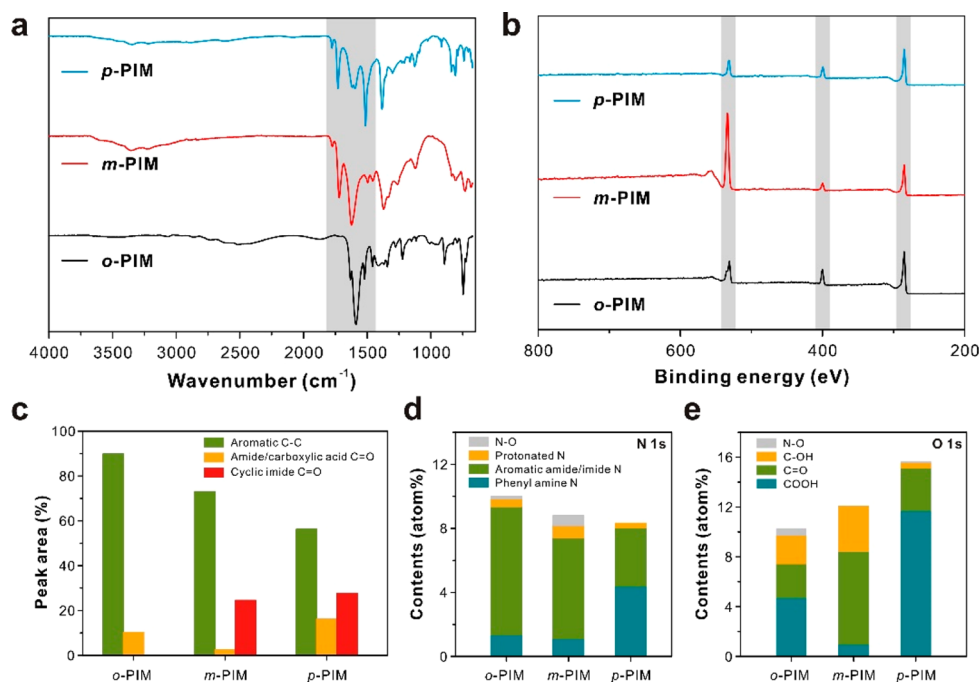 a
p-PIM
m-PIM
o-PIM
4000 3500 3000 2500 2000 1500 1000
Wavenumber (cm⁻¹)
b
p-PIM
m-PIM
o-PIM
800 600 400 200
Binding energy (eV)
c
Aromatic C-C
Amide/carboxylic acid C=O
Cyclic imide C=O
100
80
60
40
20
0
Peak area (%)
o-PIM m-PIM p-PIM
d
N 1s
N-O
Protonated N
Aromatic amide/imide N
Phenyl amine N
12
8
4
0
Contents (atom%)
o-PIM m-PIM p-PIM
e
O 1s
N-O
C-OH
C=O
COOH
16
12
8
4
0
Contents (atom%)
o-PIM m-PIM p-PIM